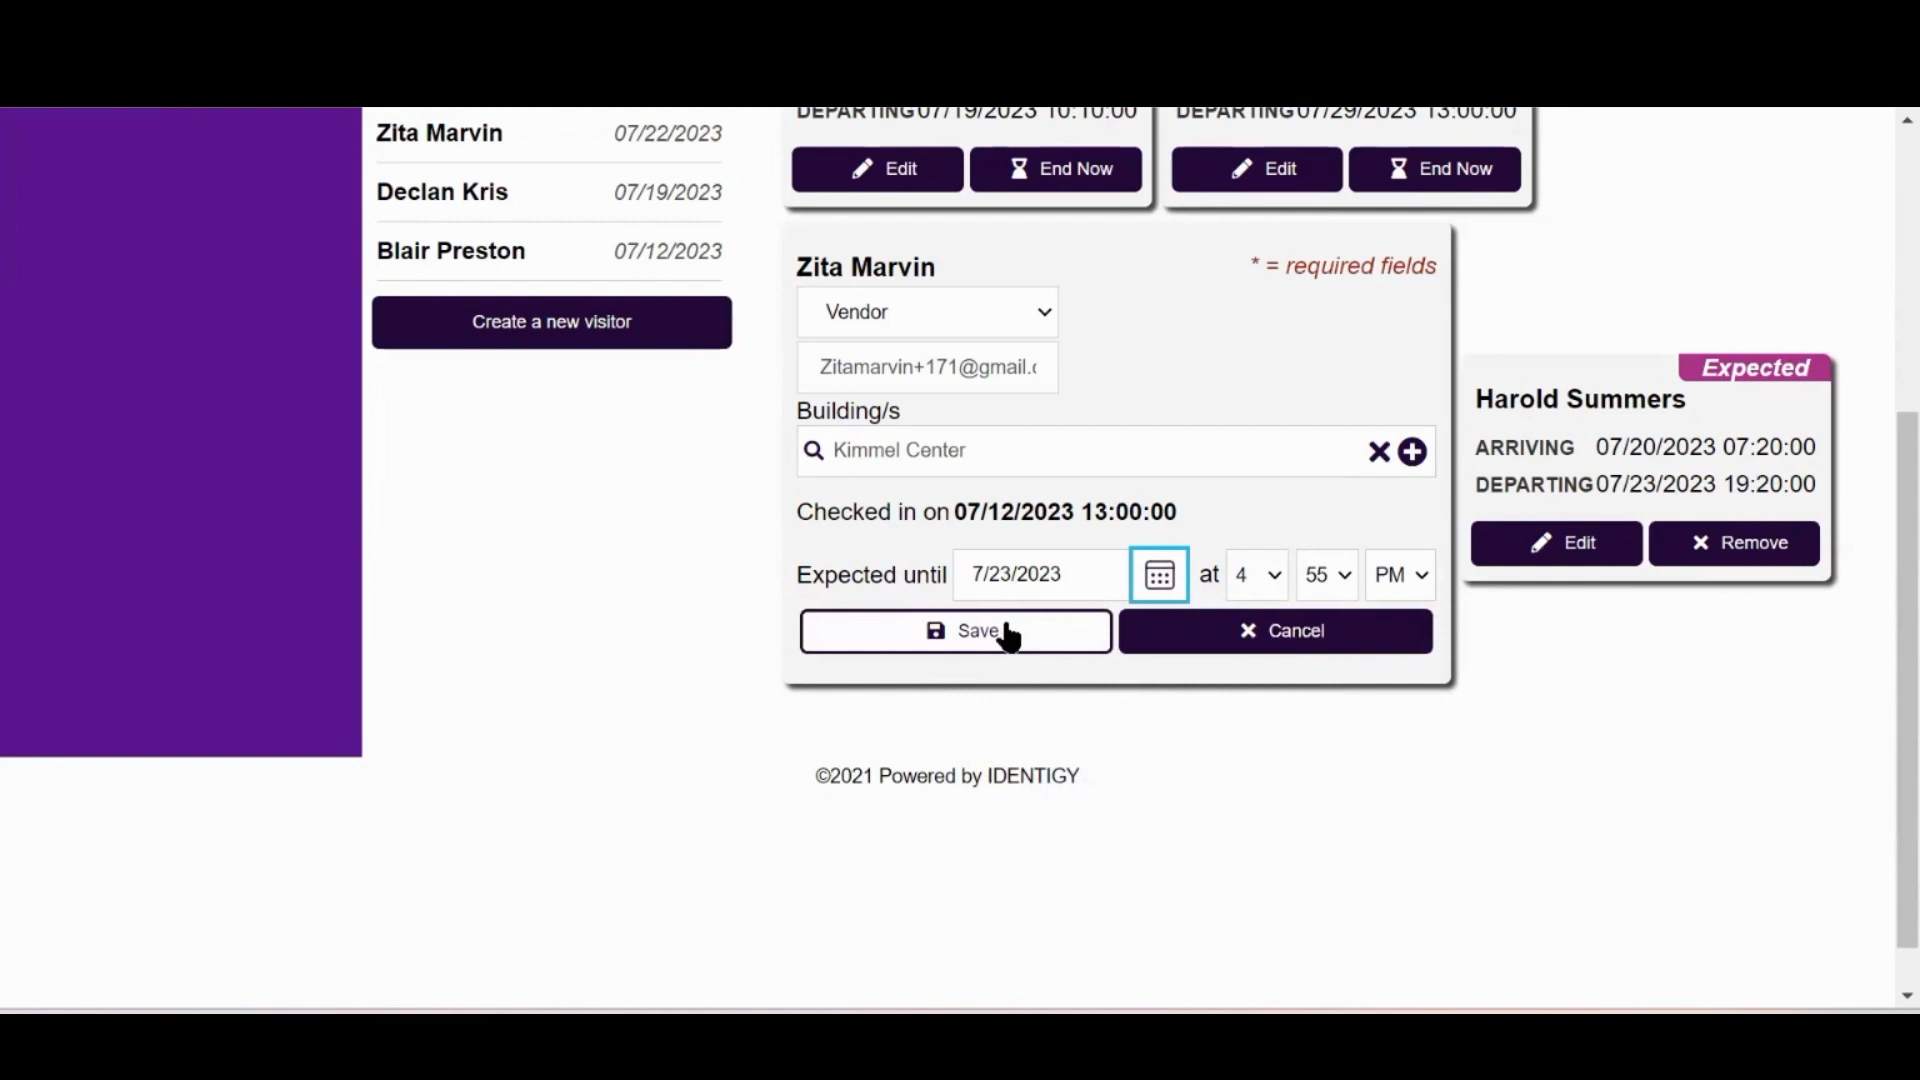 Zita Marvin 07/22/2023
Declan Kris 07/19/2023
Blair Preston 07/12/2023
Create a new visitor
DEPARTING 07/19/2023 10:10:00
Edit End Now
DEPARTING 07/29/2023 13:00:00
Edit End Now
Zita Marvin * = required fields
Vendor
Zitamarvin+171@gmail.c
Building/s
Kimmel Center
Checked in on 07/12/2023 13:00:00
Expected until 7/23/2023 at 4 55 PM
Save Cancel
Expected
Harold Summers
ARRIVING 07/20/2023 07:20:00
DEPARTING 07/23/2023 19:20:00
Edit Remove
©2021 Powered by IDENTIGY